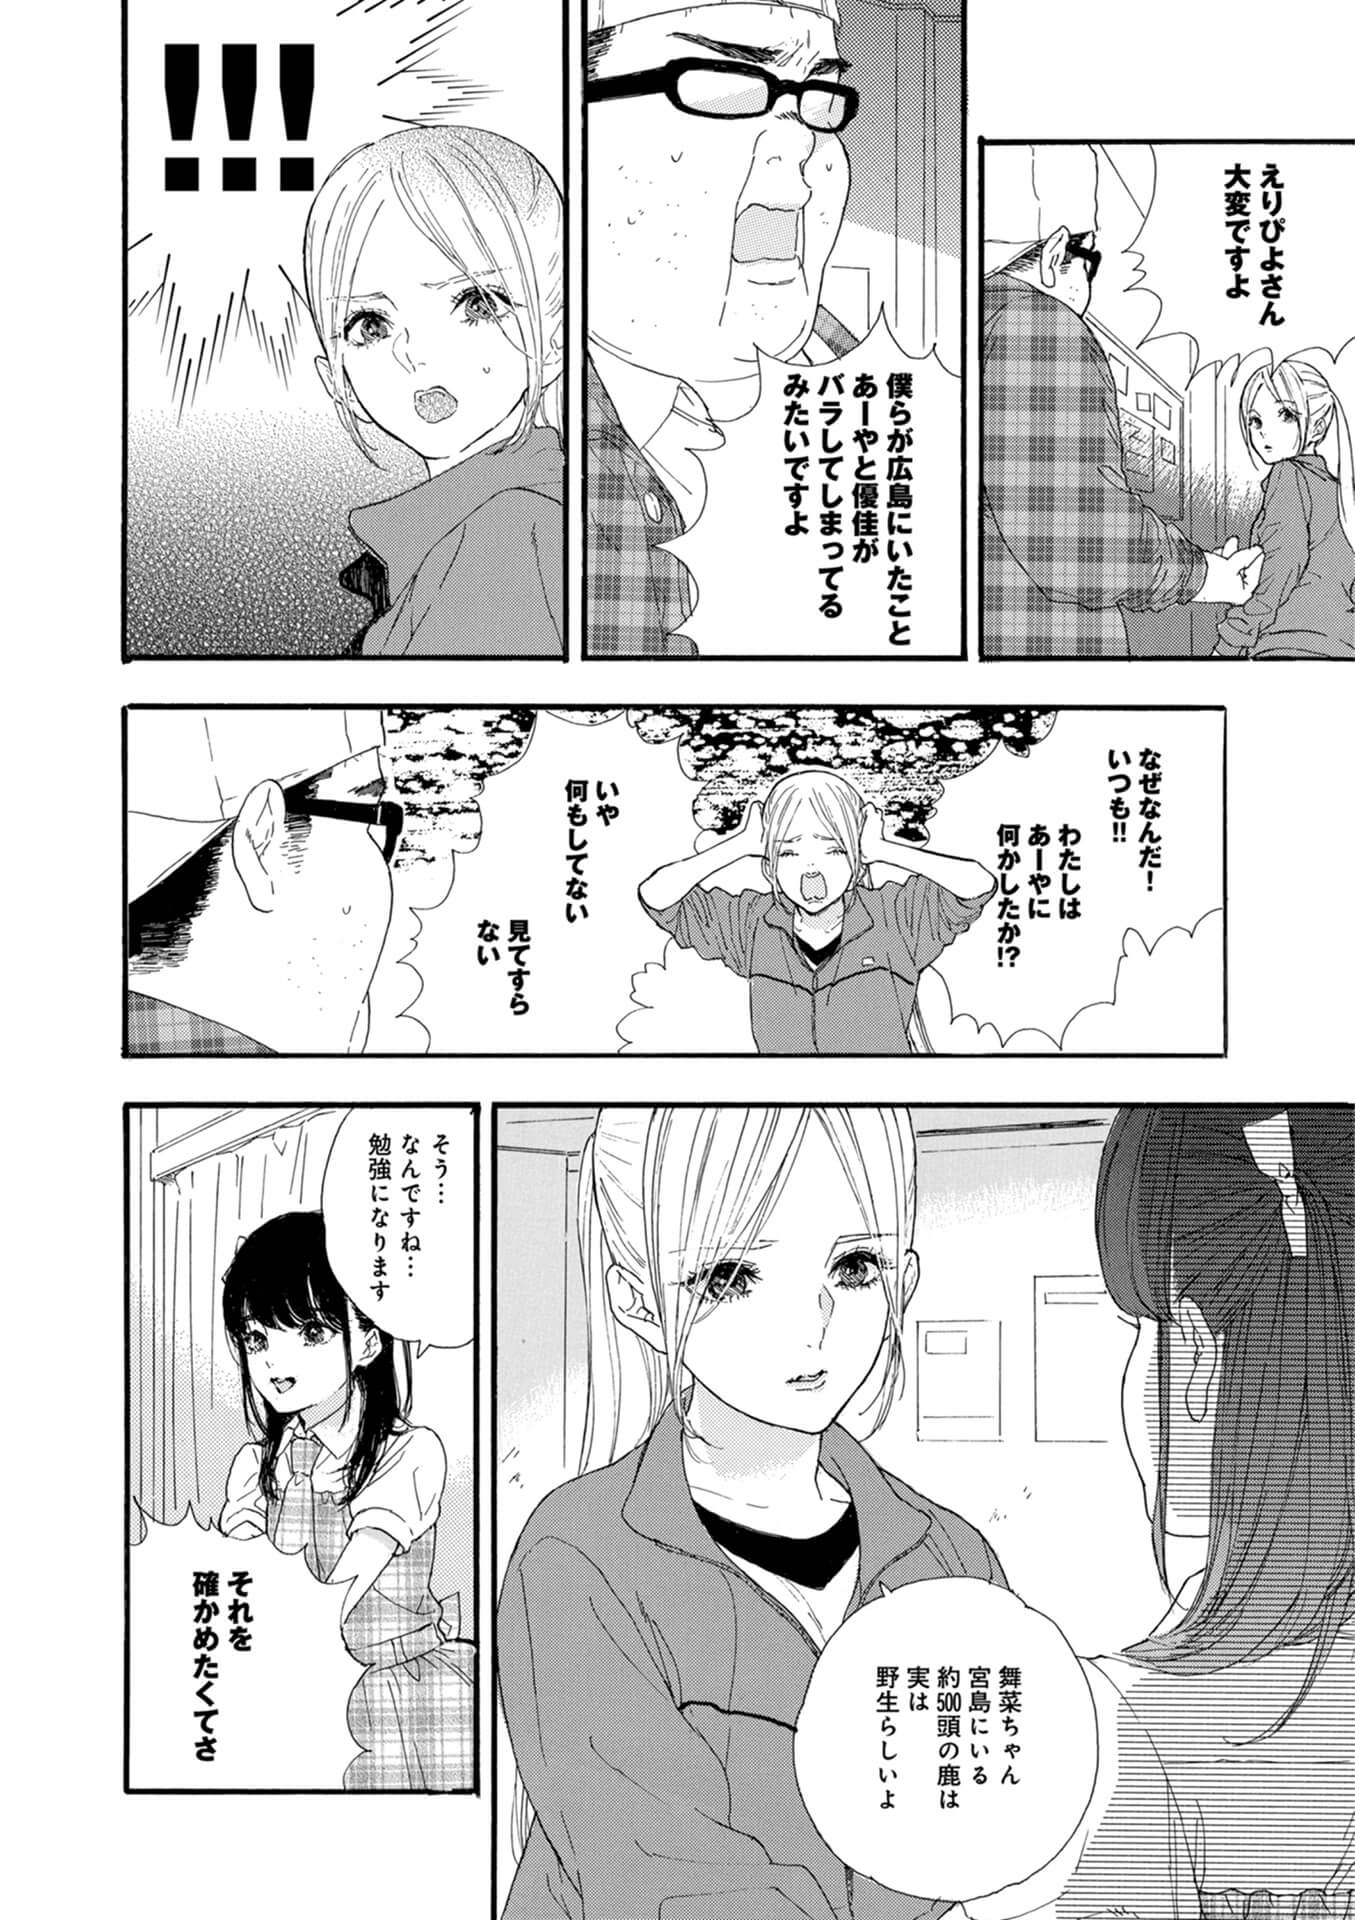 えりぴよさん
大変ですよ
僕らが広島にいたこと
あーやと優佳が
バラしてしまってる
みたいですよ
!!!
なぜなんだ!
いつも!!
わたしは
あーやに
何かしたか!?
いや
何もしてない
見てすら
ない
舞菜ちゃん
宮島にいる
約500頭の鹿は
実は
野生らしいよ
そう…
なんですね…
勉強になります
それを
確かめたくてさ